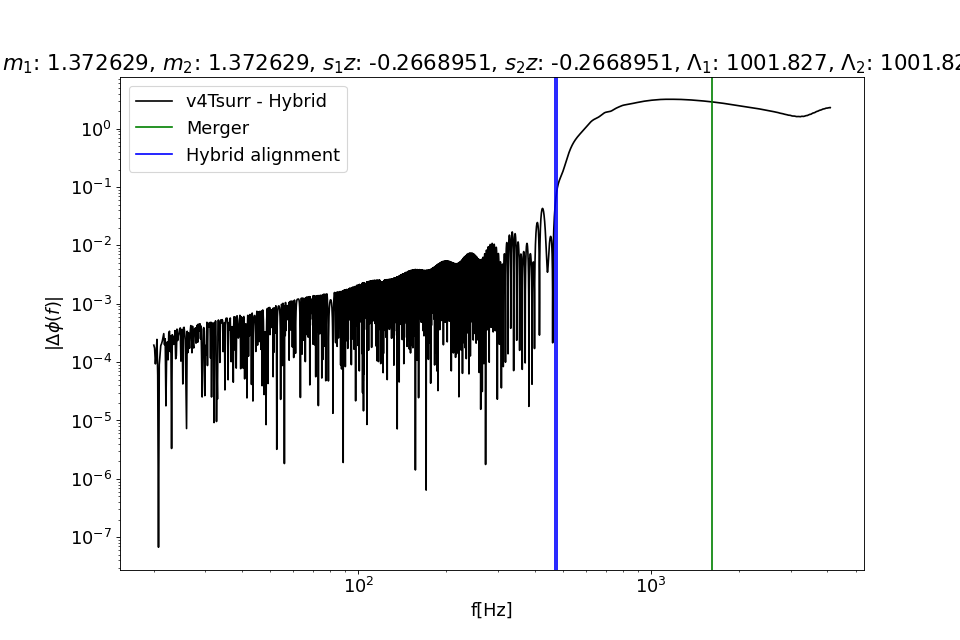 m₁: 1.372629, m₂: 1.372629, s₁z: -0.2668951, s₂z: -0.2668951, Λ₁: 1001.827, Λ₂: 1001.82
v4Tsurr - Hybrid
Merger
Hybrid alignment
10⁰
10⁻¹
10⁻²
10⁻³
10⁻⁴
10⁻⁵
10⁻⁶
10⁻⁷
|Δϕ(f)|
10²
10³
f[Hz]